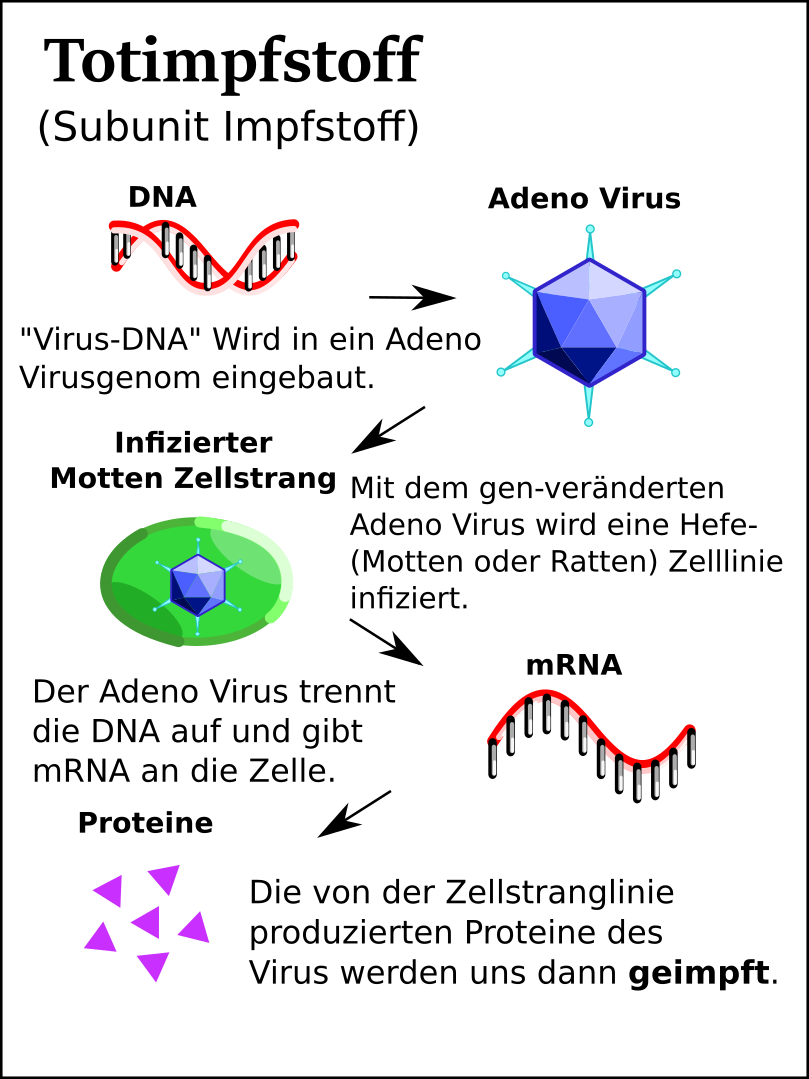 Totimpfstoff
(Subunit Impfstoff)
DNA
Adeno Virus
"Virus-DNA" Wird in ein Adeno
Virusgenom eingebaut.
Infizierter
Motten Zellstrang
Mit dem gen-veränderten
Adeno Virus wird eine Hefe-
(Motten oder Ratten) Zelllinie
infiziert.
mRNA
Der Adeno Virus trennt
die DNA auf und gibt
mRNA an die Zelle.
Proteine
Die von der Zellstranglinie
produzierten Proteine des
Virus werden uns dann geimpft.